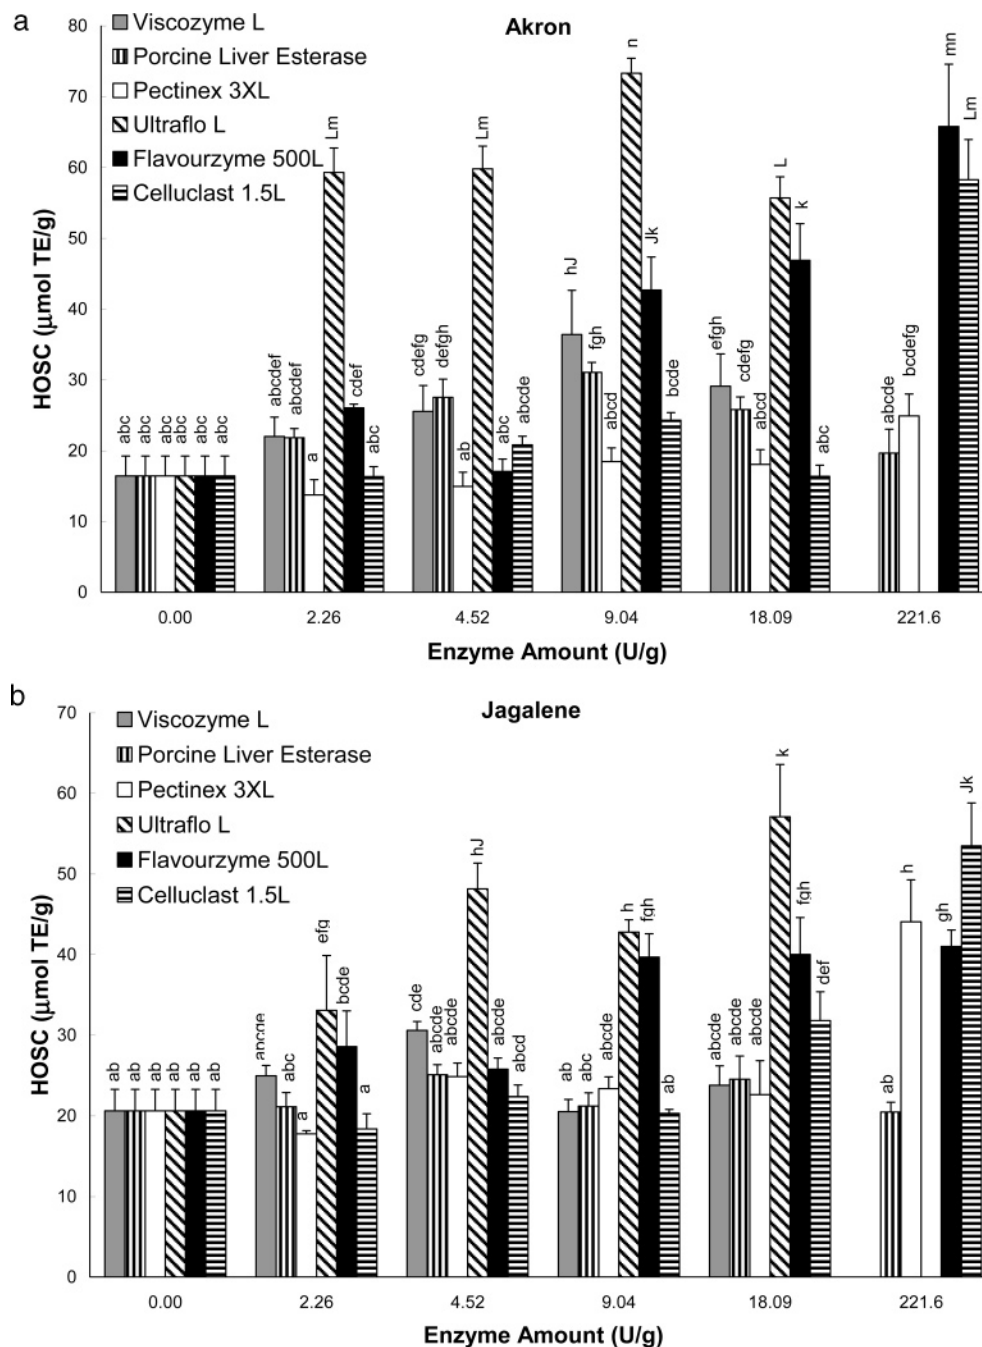 a
Akron
Viscozyme L
Porcine Liver Esterase
Pectinex 3XL
Ultraflo L
Flavourzyme 500L
Celluclast 1.5L
HOSC (μmol TE/g)
80
70
60
50
40
30
20
10
0
abc abc abc abc abc abc
abcdef abcdef a Lm cdef abc
cdefg defgh ab Lm abc abcde
hJ fgh abcd n Jk bcde
efgh cdefg abcd L k abc
abcde bcdefg mn Lm
0.00 2.26 4.52 9.04 18.09 221.6
Enzyme Amount (U/g)
b
Jagalene
Viscozyme L
Porcine Liver Esterase
Pectinex 3XL
Ultraflo L
Flavourzyme 500L
Celluclast 1.5L
HOSC (μmol TE/g)
70
60
50
40
30
20
10
0
ab ab ab ab ab ab
abcde abc a efg bcde a
cde abcde abcde hJ abcde abcd
ab abc abcde h fgh ab
abcde abcde abcde k fgh def
ab h gh Jk
0.00 2.26 4.52 9.04 18.09 221.6
Enzyme Amount (U/g)